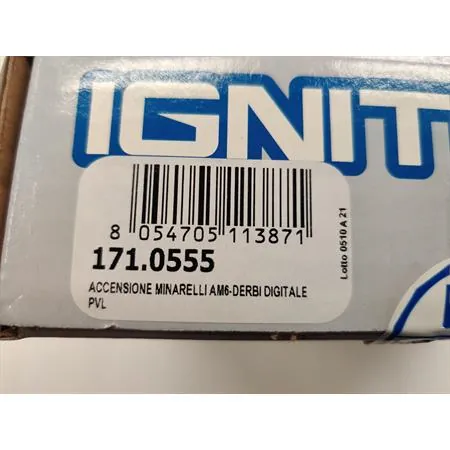 IGNIT
8 054705 113871
171.0555
ACCENSIONE MINARELLI AM6-DERBI DIGITALE
PVL
Lotto 0510 A 21